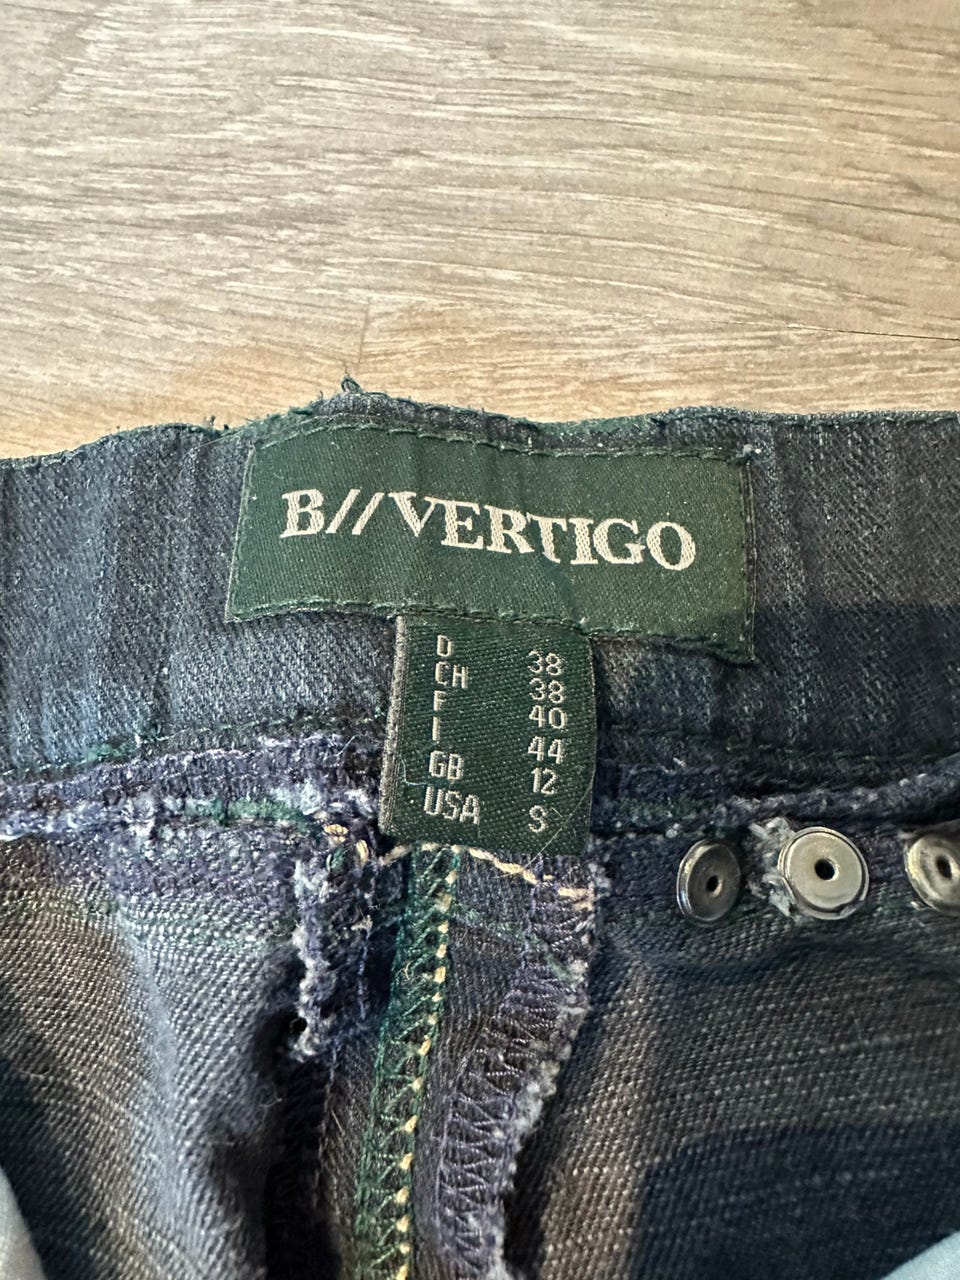 B//VERTIGO
D 38
CH 38
F 40
I 44
GB 12
USA